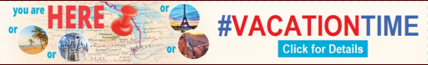 you are HERE
or
or
or
or
#VACATIONTIME
Click for Details